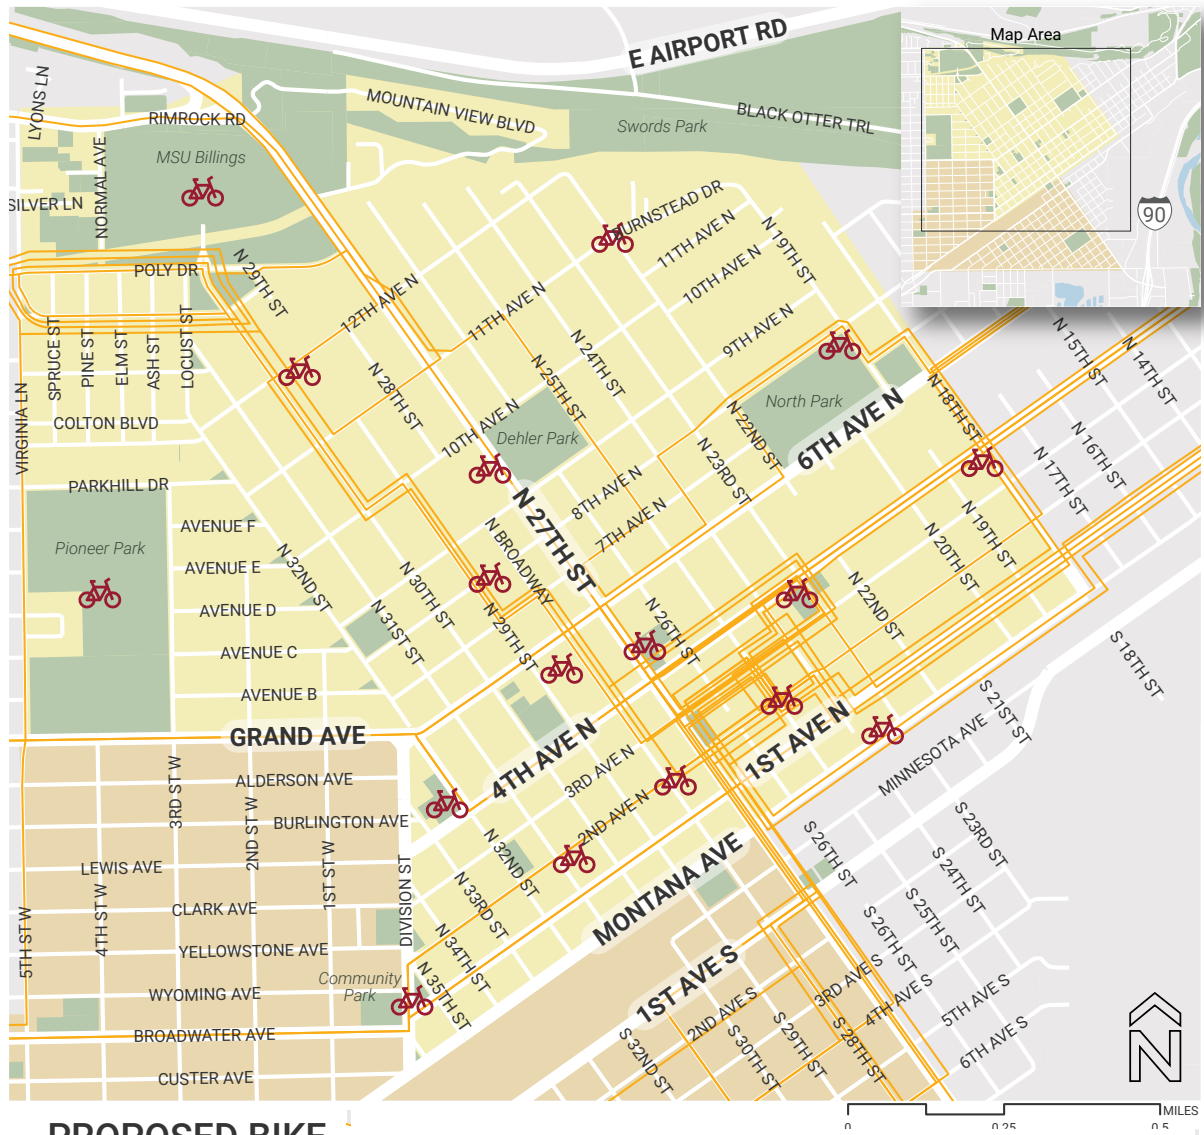 E AIRPORT RD
Map Area
LYONS LN
MOUNTAIN VIEW BLVD
BLACK OTTER TRL
RIMROCK RD
Swords Park
MSU Billings
NORMAL AVE
SILVER LN
90
BURNSTEAD DR
11TH AVE N
N 19TH ST
10TH AVE N
POLY DR
N 29TH ST
12TH AVE N
11TH AVE N
9TH AVE N
SPRUCE ST
PINE ST
ELM ST
ASH ST
LOCUST ST
N 24TH ST
N 15TH ST
N 14TH ST
N 28TH ST
N 25TH ST
VIRGINIA LN
COLTON BLVD
10TH AVE N
Dehler Park
North Park
N 22ND ST
6TH AVE N
N 18TH ST
N 16TH ST
N 23RD ST
N 17TH ST
PARKHILL DR
8TH AVE N
7TH AVE N
N 27TH ST
AVENUE F
Pioneer Park
AVENUE E
N 32ND ST
N BROADWAY
N 19TH ST
N 20TH ST
N 30TH ST
AVENUE D
N 31ST ST
N 29TH ST
N 26TH ST
N 22ND ST
AVENUE C
S 18TH ST
AVENUE B
S 21ST ST
GRAND AVE
4TH AVE N
1ST AVE N
MINNESOTA AVE
3RD AVE N
3RD ST W
ALDERSON AVE
2ND ST W
BURLINGTON AVE
2ND AVE N
N 32ND ST
S 26TH ST
S 23RD ST
1ST ST W
LEWIS AVE
4TH ST W
DIVISION ST
MONTANA AVE
S 24TH ST
CLARK AVE
N 33RD ST
5TH ST W
S 25TH ST
S 26TH ST
YELLOWSTONE AVE
N 34TH ST
1ST AVE S
Community
Park
WYOMING AVE
N 35TH ST
3RD AVE S
4TH AVE S
5TH AVE S
2ND AVE S
BROADWATER AVE
S 32ND ST
S 30TH ST
S 29TH ST
S 28TH ST
6TH AVE S
CUSTER AVE
N
MILES
0
0.25
0.5
PROPOSED BIKE